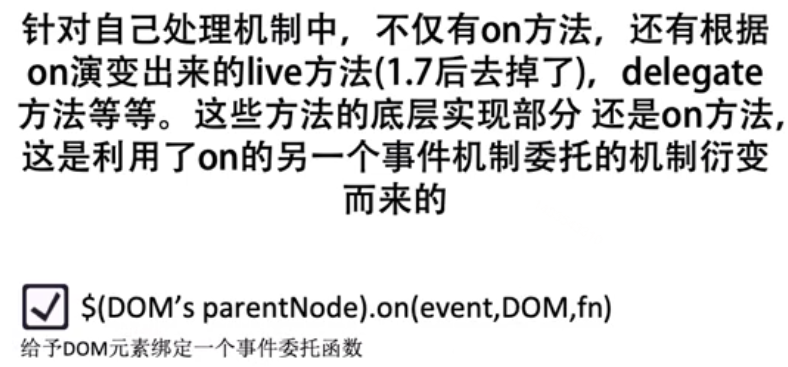 针对自己处理机制中，不仅有on方法，还有根据
on演变出来的live方法(1.7后去掉了)，delegate
方法等等。这些方法的底层实现部分 还是on方法，
这是利用了on的另一个事件机制委托的机制衍变
而来的
$(DOM’s parentNode).on(event,DOM,fn)
给予DOM元素绑定一个事件委托函数